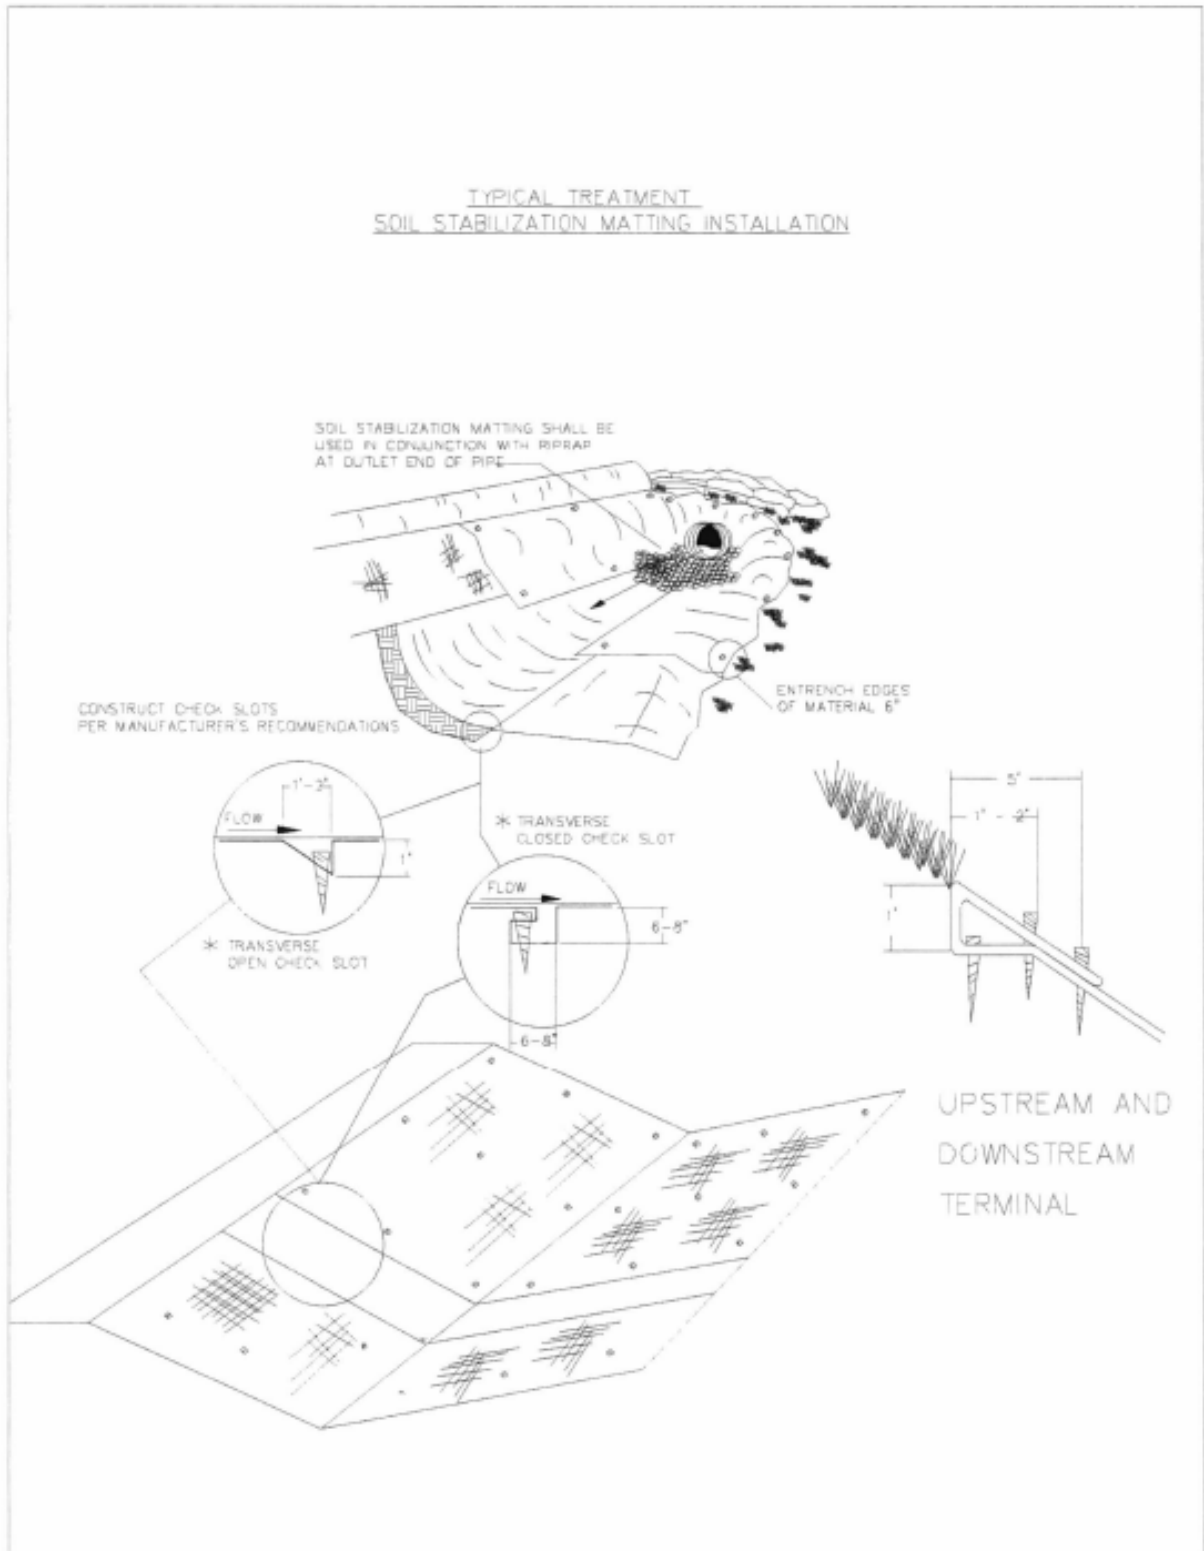 TYPICAL TREATMENT
SOIL STABILIZATION MATTING INSTALLATION
SOIL STABILIZATION MATTING SHALL BE
USED IN CONJUNCTION WITH RIPRAP
AT OUTLET END OF PIPE
ENTRENCH EDGES
OF MATERIAL 6"
CONSTRUCT CHECK SLOTS
PER MANUFACTURER'S RECOMMENDATIONS
1'-3"
FLOW
1"
* TRANSVERSE
OPEN CHECK SLOT
* TRANSVERSE
CLOSED CHECK SLOT
FLOW
6-8"
6-8"
5"
1" - 2"
1"
UPSTREAM AND
DOWNSTREAM
TERMINAL